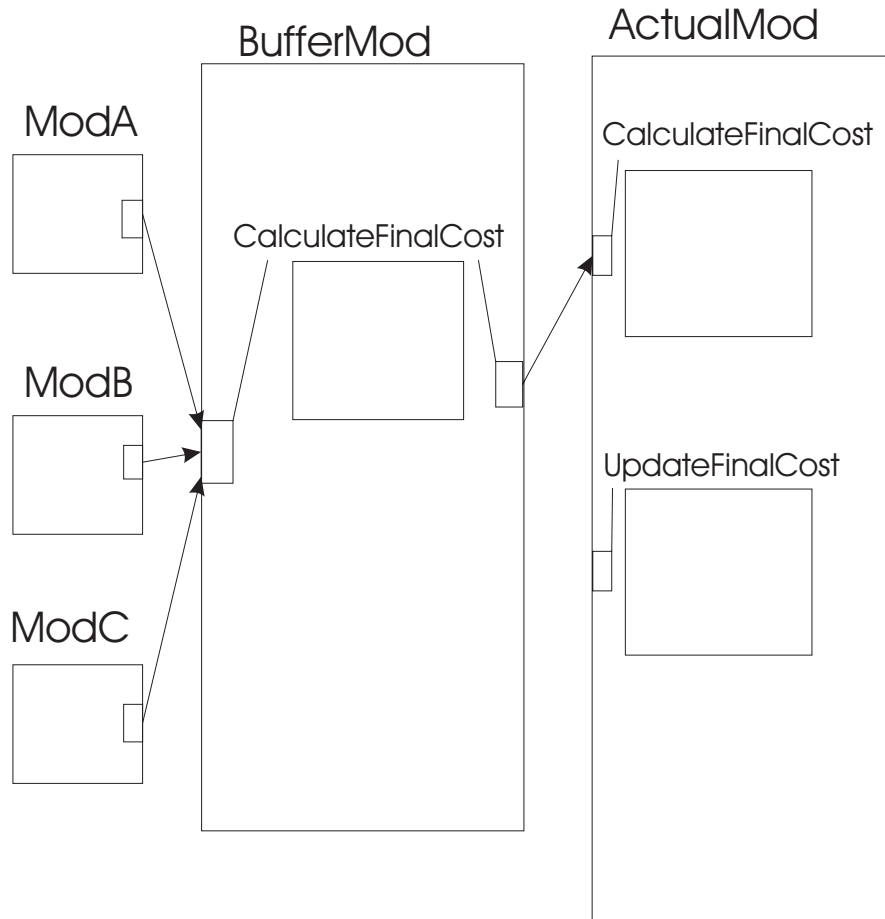 BufferMod
ActualMod
ModA
CalculateFinalCost
CalculateFinalCost
ModB
UpdateFinalCost
ModC